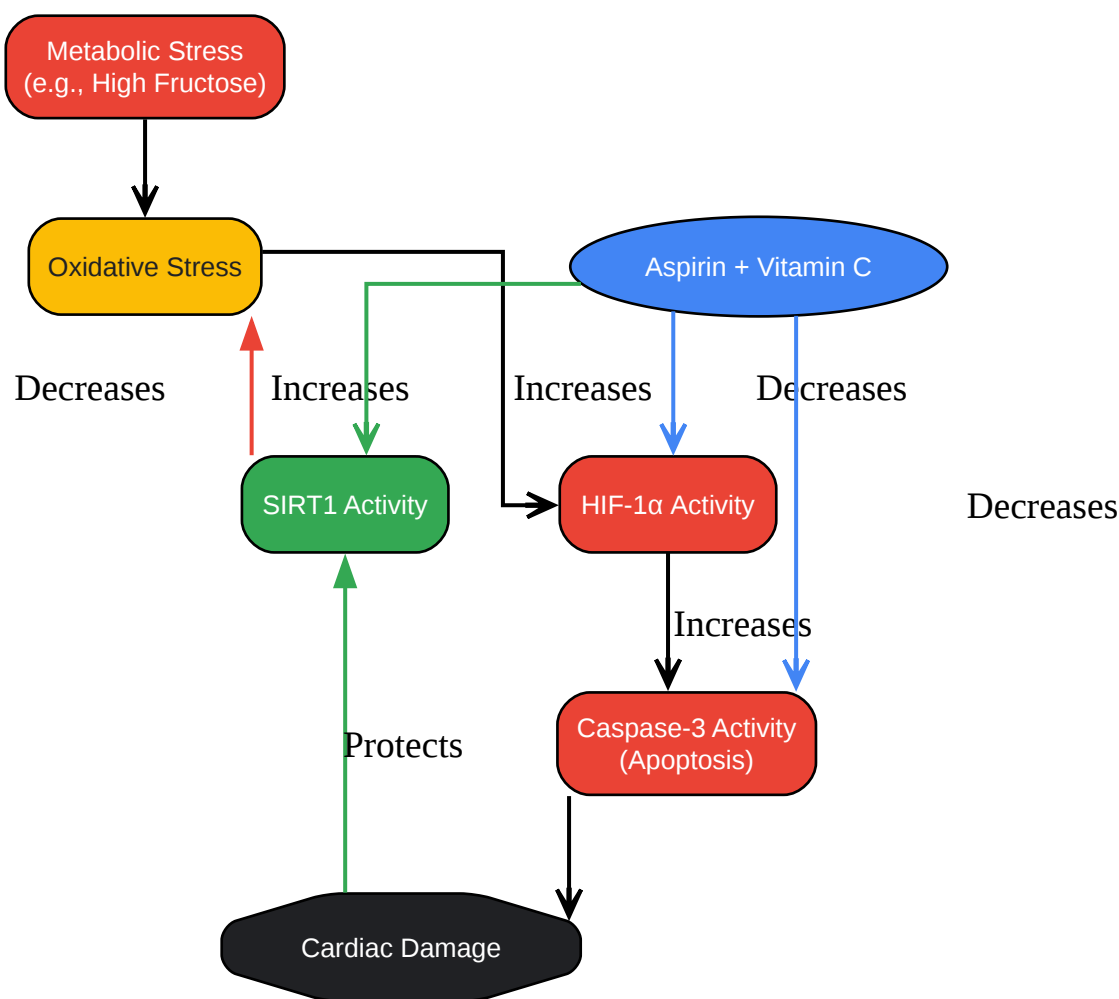 Metabolic Stress
(e.g., High Fructose)
Oxidative Stress
Aspirin + Vitamin C
Decreases
Increases
Increases
Decreases
SIRT1 Activity
HIF-1α Activity
Decreases
Increases
Caspase-3 Activity
(Apoptosis)
Protects
Cardiac Damage